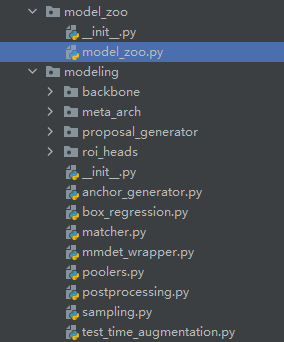 model_zoo
__init__.py
model_zoo.py
modeling
backbone
meta_arch
proposal_generator
roi_heads
__init__.py
anchor_generator.py
box_regression.py
matcher.py
mmdet_wrapper.py
poolers.py
postprocessing.py
sampling.py
test_time_augmentation.py